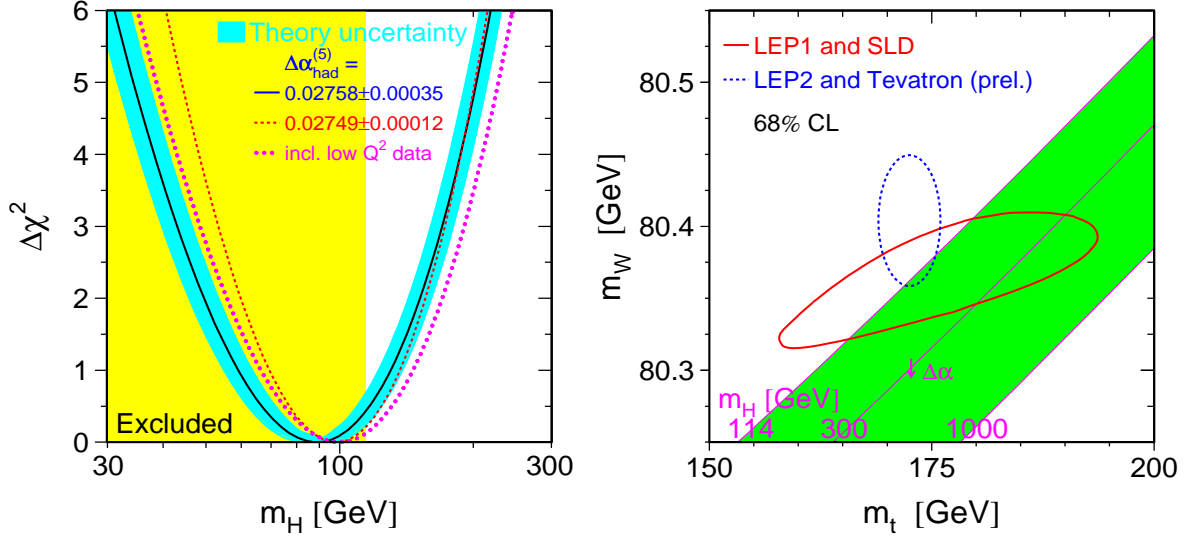 6
5
4
3
2
1
0
Δχ²
Theory uncertainty
Δα(5)had =
0.02758±0.00035
0.02749±0.00012
incl. low Q² data
Excluded
30
100
300
mH [GeV]
80.5
80.4
80.3
mW [GeV]
LEP1 and SLD
LEP2 and Tevatron (prel.)
68% CL
Δα
mH [GeV]
114 300 1000
150
175
200
mt [GeV]